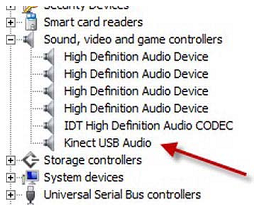 Security Devices
Smart card readers
Sound, video and game controllers
High Definition Audio Device
High Definition Audio Device
High Definition Audio Device
High Definition Audio Device
IDT High Definition Audio CODEC
Kinect USB Audio
Storage controllers
System devices
Universal Serial Bus controllers